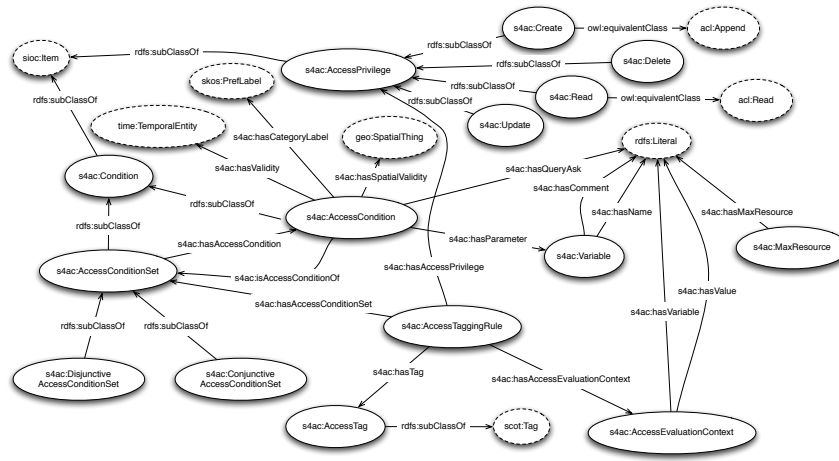 s4ac:Create
owl:equivalentClass
acl:Append
rdfs:subClassOf
rdfs:subClassOf
sioc:Item
s4ac:AccessPrivilege
rdfs:subClassOf
s4ac:Delete
skos:PrefLabel
rdfs:subClassOf
s4ac:Read
owl:equivalentClass
acl:Read
rdfs:subClassOf
rdfs:subClassOf
s4ac:Update
time:TemporalEntity
s4ac:hasCategoryLabel
geo:SpatialThing
rdfs:Literal
s4ac:hasValidity
s4ac:hasSpatialValidity
s4ac:hasQueryAsk
s4ac:Condition
s4ac:hasComment
rdfs:subClassOf
s4ac:AccessCondition
s4ac:hasName
s4ac:hasMaxResource
rdfs:subClassOf
s4ac:hasAccessCondition
s4ac:hasParameter
s4ac:Variable
s4ac:MaxResource
s4ac:AccessConditionSet
s4ac:isAccessConditionOf
s4ac:hasAccessPrivilege
s4ac:hasAccessConditionSet
s4ac:hasValue
s4ac:hasVariable
rdfs:subClassOf
rdfs:subClassOf
s4ac:AccessTaggingRule
s4ac:Disjunctive
AccessConditionSet
s4ac:Conjunctive
AccessConditionSet
s4ac:hasTag
s4ac:hasAccessEvaluationContext
s4ac:AccessTag
rdfs:subClassOf
scot:Tag
s4ac:AccessEvaluationContext